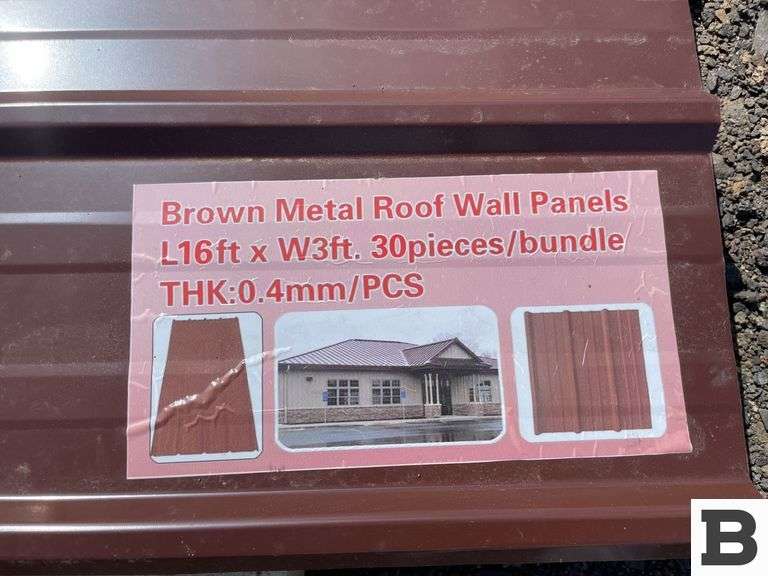 Brown Metal Roof Wall Panels
L16ft x W3ft. 30pieces/bundle
THK:0.4mm/PCS
B